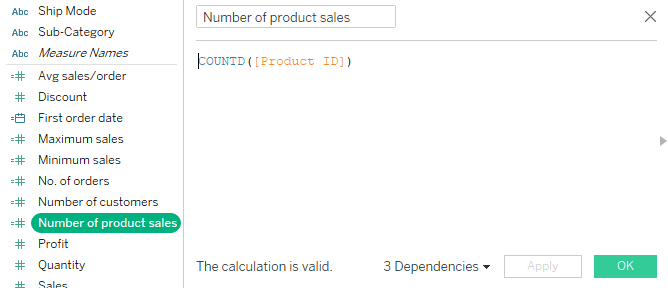 Abc Ship Mode
Abc Sub-Category
Abc Measure Names
=# Avg sales/order
# Discount
= First order date
=# Maximum sales
=# Minimum sales
=# No. of orders
=# Number of customers
=# Number of product sales
# Profit
# Quantity
# Sales
Number of product sales
COUNTD([Product ID])
The calculation is valid.
3 Dependencies
Apply
OK